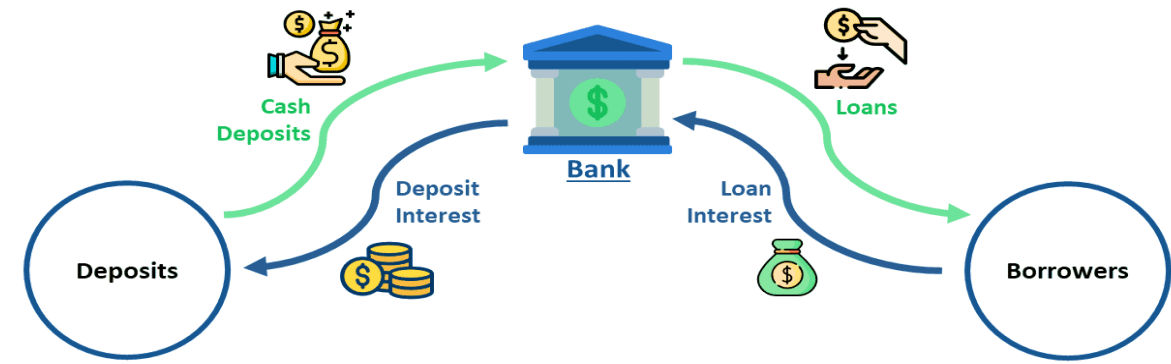 Cash
Deposits
Loans
Bank
Deposit
Interest
Loan
Interest
Deposits
Borrowers